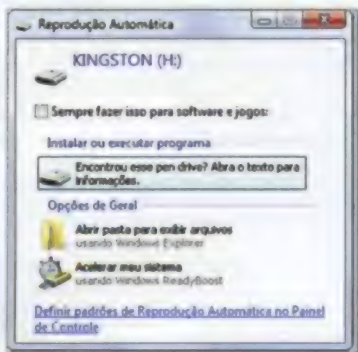 Reprodução Automática
KINGSTON (H:)
Sempre fazer isso para software e jogos:
Instalar ou executar programa
Encontrou esse pen drive? Abra o texto para
informações.
Opções de Geral
Abrir pasta para exibir arquivos
usando Windows Explorer
Acelerar meu sistema
usando Windows ReadyBoost
Definir padrões de Reprodução Automática no Painel
de Controle